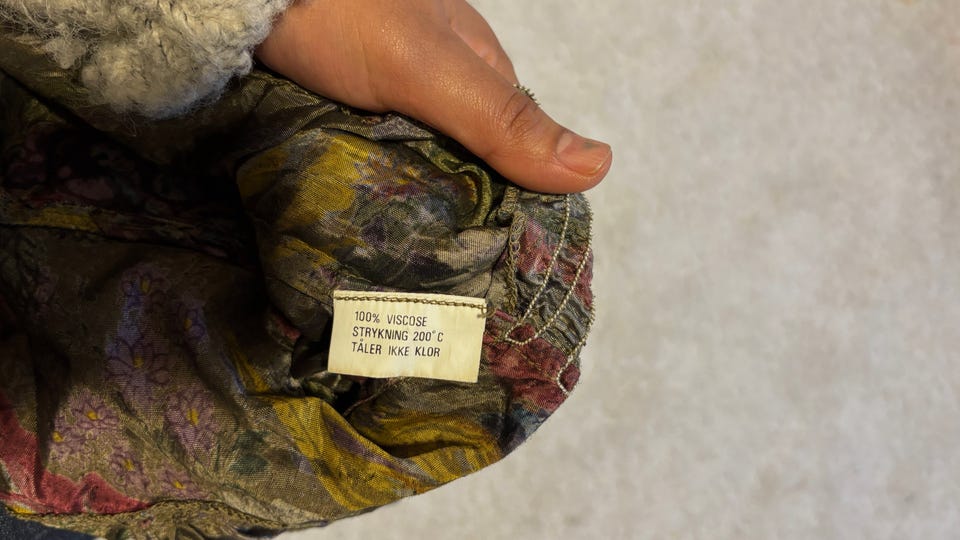 100% VISCOSE
STRYKNING 200°C
TÅLER IKKE KLOR